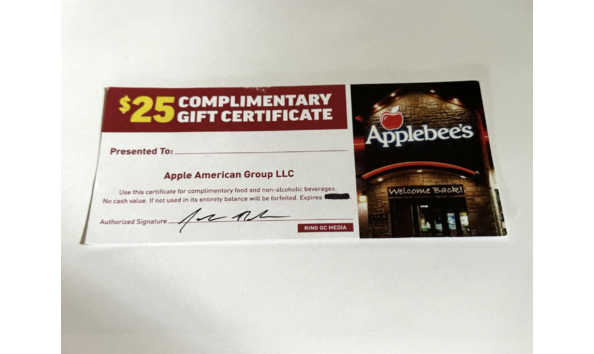 $25 COMPLIMENTARY
GIFT CERTIFICATE
Presented To:
Apple American Group LLC
Use this certificate for complimentary food and non-alcoholic beverages.
No cash value. If not used in its entirety balance will be forfeited. Expires
Authorized Signature
RING GC MEDIA
Applebee's
Welcome Back!